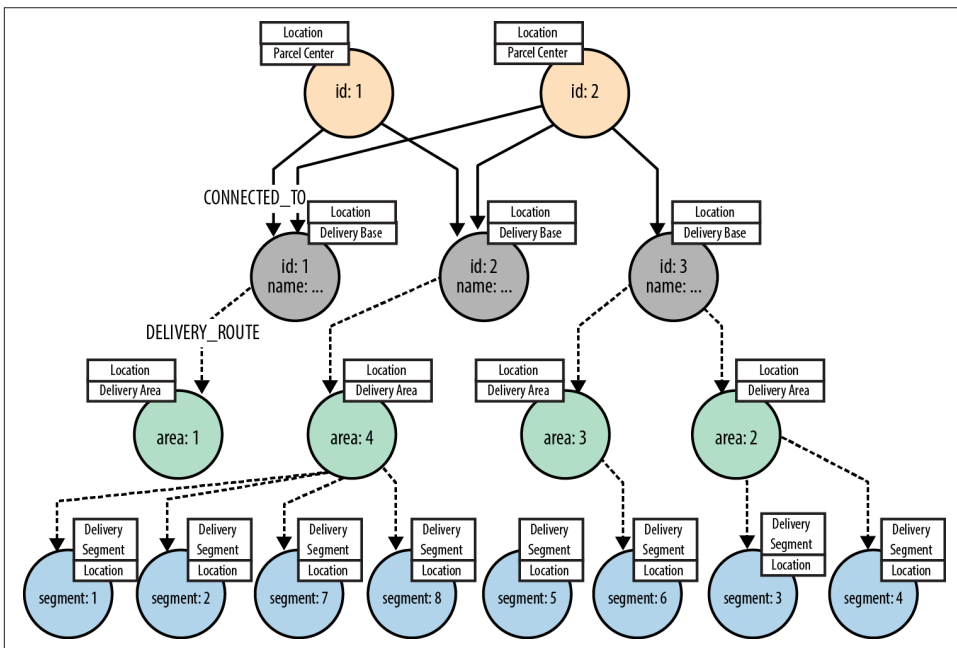 Location
Parcel Center
id: 1
Location
Parcel Center
id: 2
CONNECTED_TO
Location
Delivery Base
id: 1
name: ...
Location
Delivery Base
id: 2
name: ...
Location
Delivery Base
id: 3
name: ...
DELIVERY_ROUTE
Location
Delivery Area
area: 1
Location
Delivery Area
area: 4
Location
Delivery Area
area: 3
Location
Delivery Area
area: 2
Delivery
Segment
Location
segment: 1
Delivery
Segment
Location
segment: 2
Delivery
Segment
Location
segment: 7
Delivery
Segment
Location
segment: 8
Delivery
Segment
Location
segment: 5
Delivery
Segment
Location
segment: 6
Delivery
Segment
Location
segment: 3
Delivery
Segment
Location
segment: 4